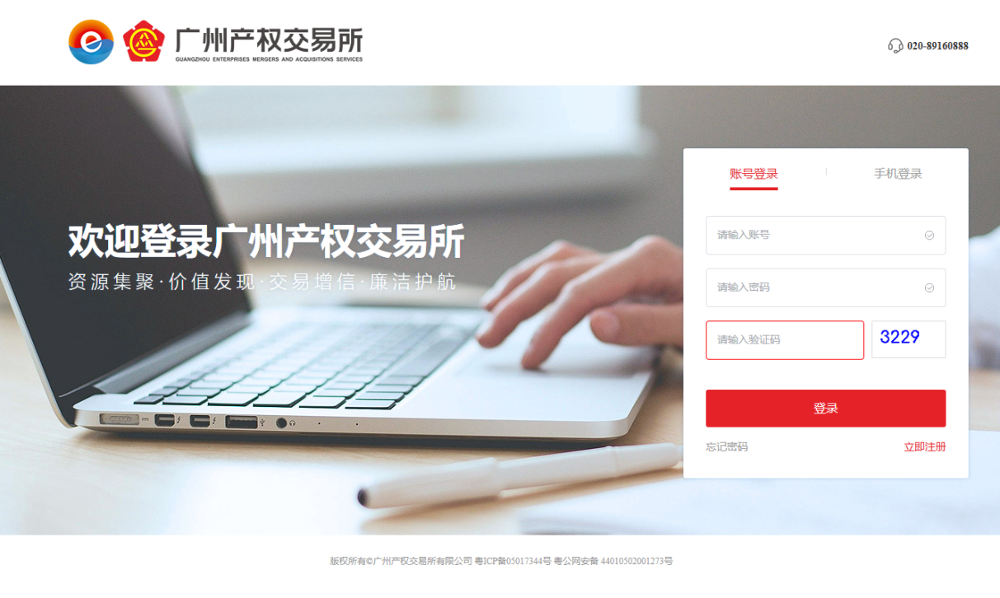 广州产权交易所
GUANGZHOU ENTERPRISES MERGERS AND ACQUISITIONS SERVICES
020-89160888
欢迎登录广州产权交易所
资源集聚·价值发现·交易增信·廉洁护航
账号登录
手机登录
请输入账号
请输入密码
请输入验证码
3229
登录
忘记密码
立即注册
版权所有©广州产权交易所有限公司 粤ICP备05017344号 粤公网安备 44010502001273号